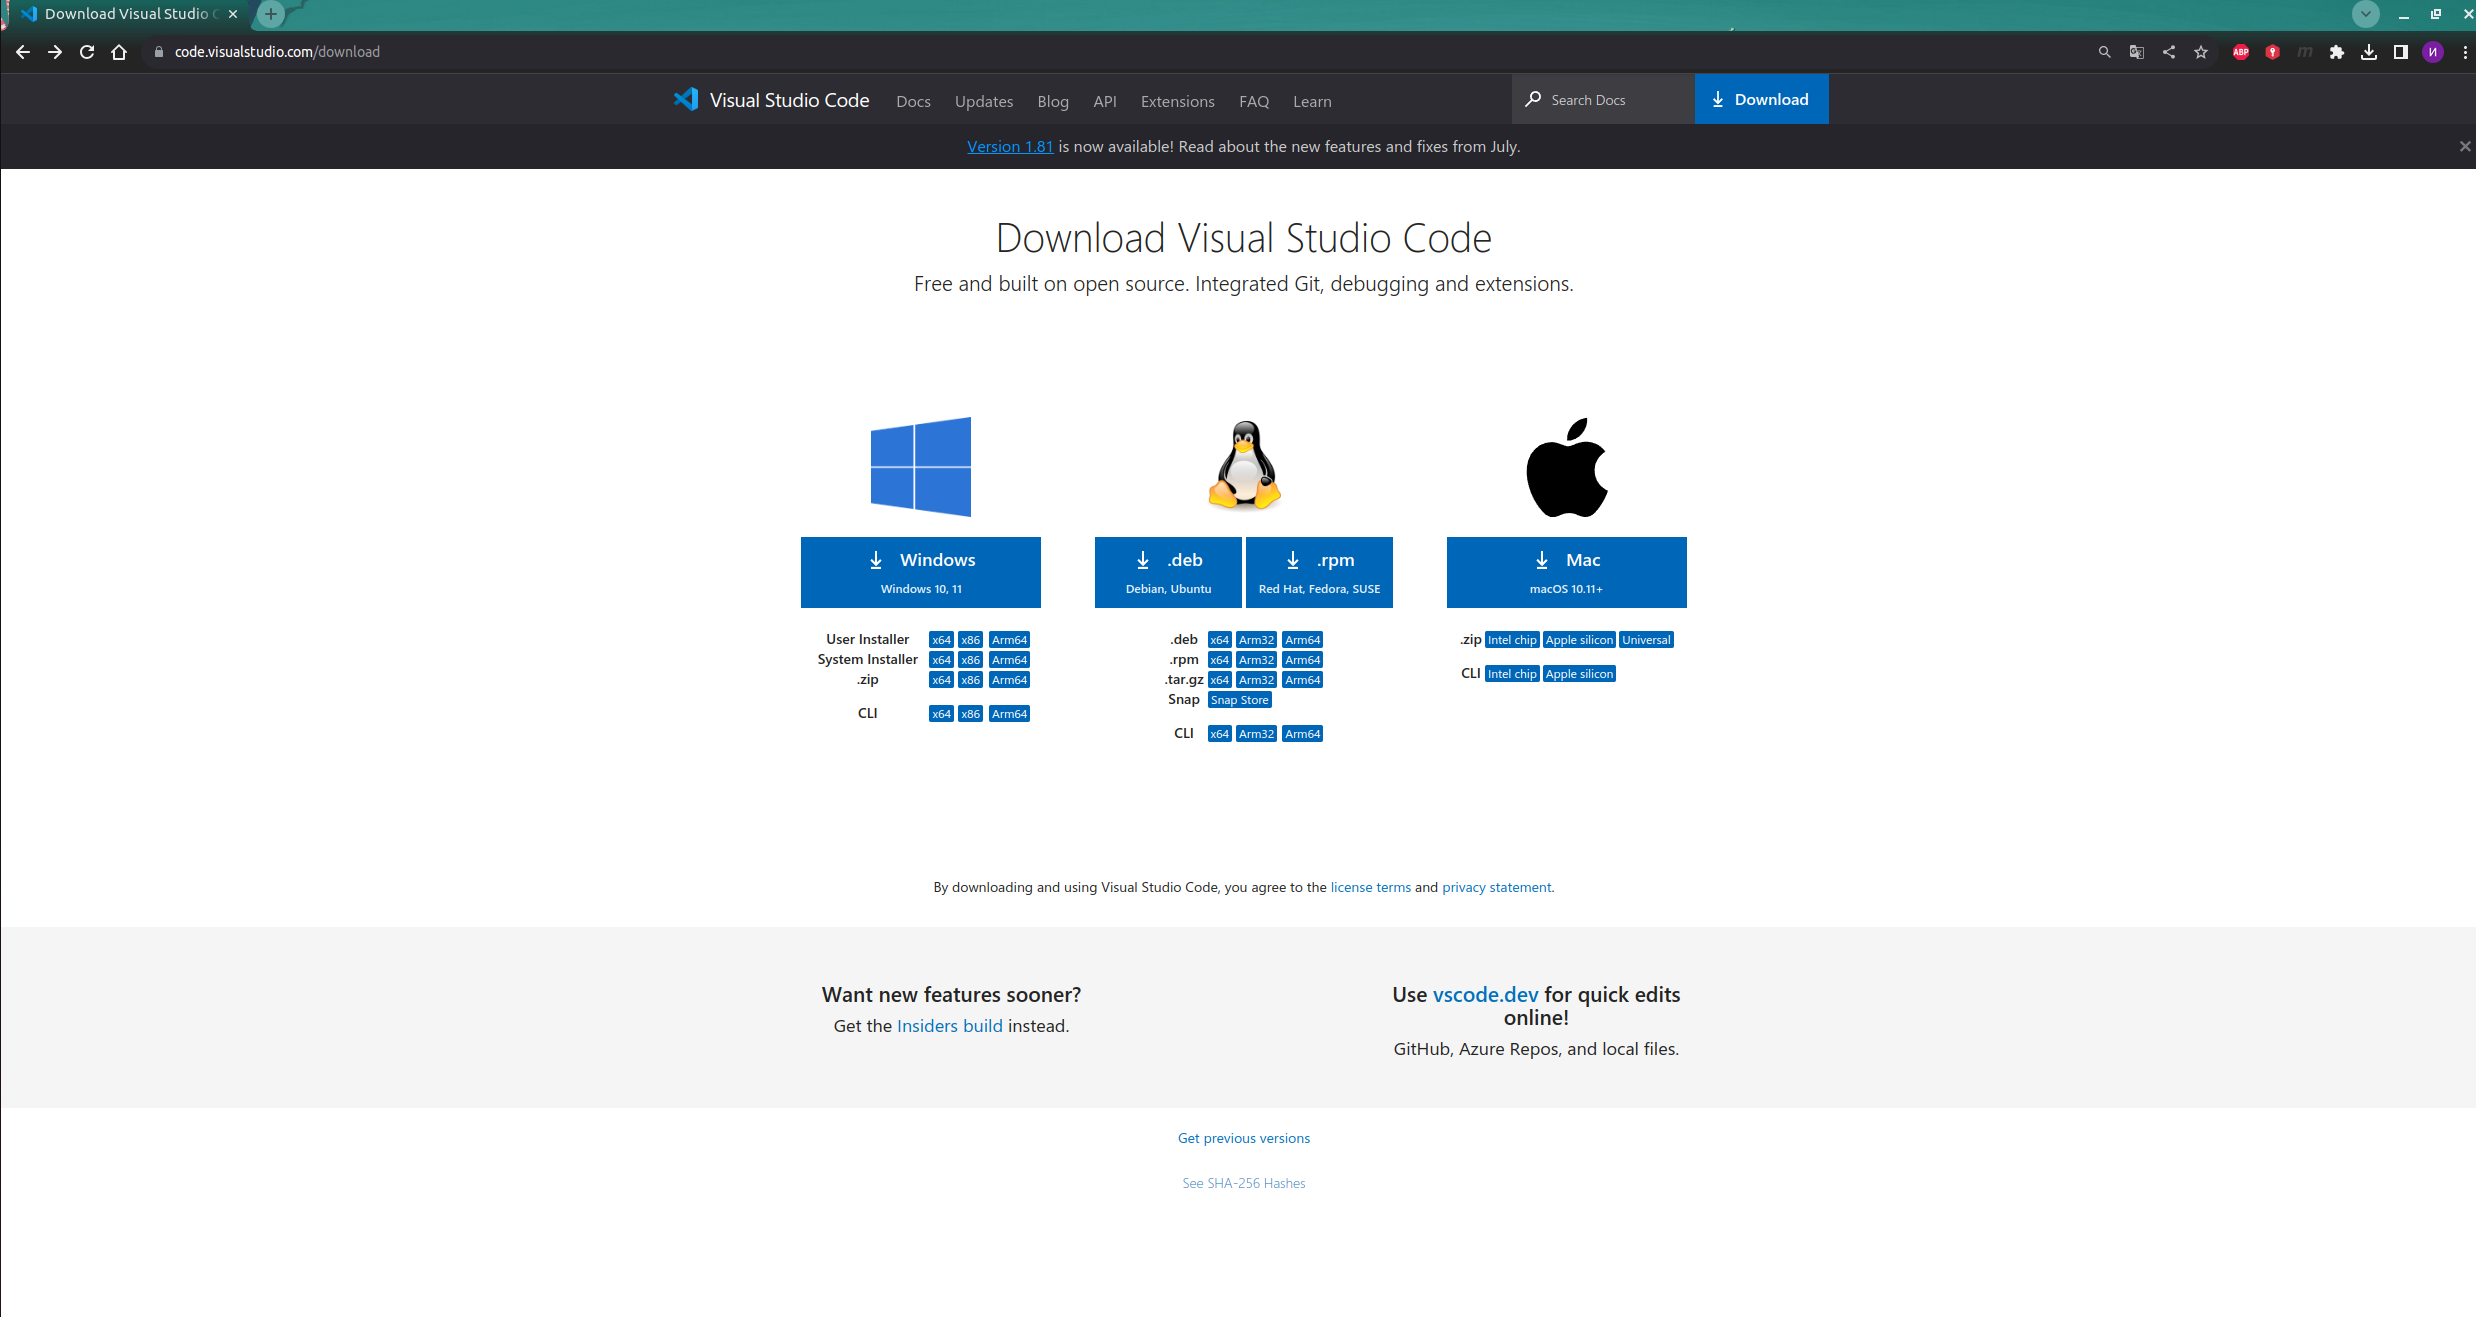 Download Visual Studio C
code.visualstudio.com/download
ABP
m
И
Visual Studio Code Docs Updates Blog API Extensions FAQ Learn Search Docs Download
Version 1.81 is now available! Read about the new features and fixes from July.
Download Visual Studio Code
Free and built on open source. Integrated Git, debugging and extensions.
Windows
Windows 10, 11
User Installer x64 x86 Arm64
System Installer x64 x86 Arm64
.zip x64 x86 Arm64
CLI x64 x86 Arm64
.deb
Debian, Ubuntu
.rpm
Red Hat, Fedora, SUSE
.deb x64 Arm32 Arm64
.rpm x64 Arm32 Arm64
.tar.gz x64 Arm32 Arm64
Snap Snap Store
CLI x64 Arm32 Arm64
Mac
macOS 10.11+
.zip Intel chip Apple silicon Universal
CLI Intel chip Apple silicon
By downloading and using Visual Studio Code, you agree to the license terms and privacy statement.
Want new features sooner?
Get the Insiders build instead.
Use vscode.dev for quick edits
online!
GitHub, Azure Repos, and local files.
Get previous versions
See SHA-256 Hashes